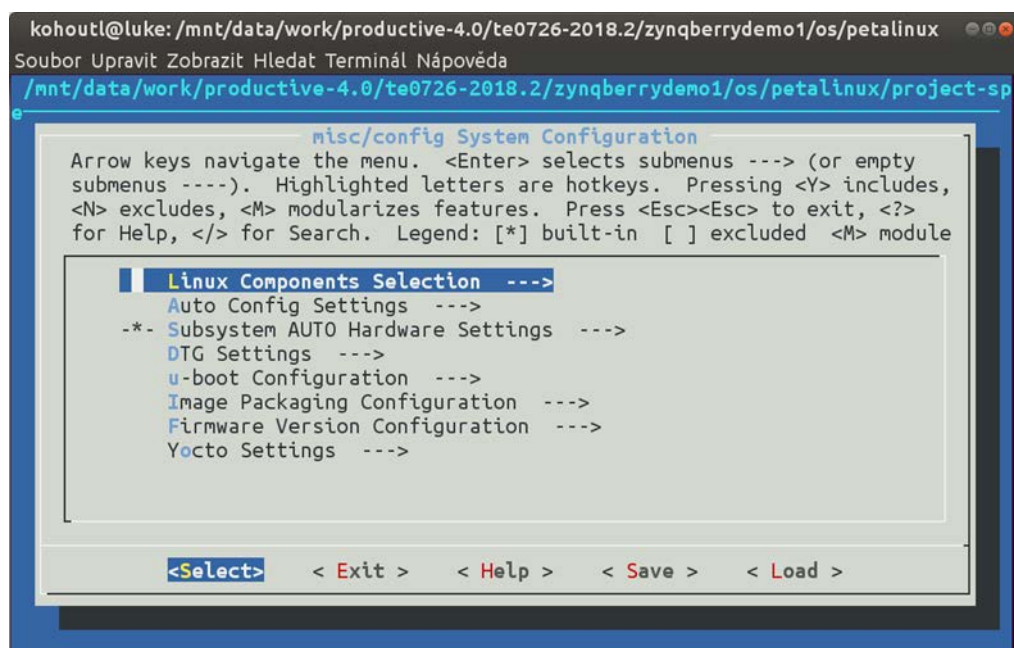 kohoutl@luke: /mnt/data/work/productive-4.0/te0726-2018.2/zynqberrydemo1/os/petalinux
Soubor Upravit Zobrazit Hledat Terminál Nápověda
/mnt/data/work/productive-4.0/te0726-2018.2/zynqberrydemo1/os/petalinux/project-sp
e
misc/config System Configuration
Arrow keys navigate the menu.  <Enter> selects submenus ---> (or empty
submenus ----).  Highlighted letters are hotkeys.  Pressing <Y> includes,
<N> excludes, <M> modularizes features.  Press <Esc><Esc> to exit, <?>
for Help, </> for Search.  Legend: [*] built-in  [ ] excluded  <M> module
Linux Components Selection  --->
Auto Config Settings  --->
-*- Subsystem AUTO Hardware Settings  --->
DTG Settings  --->
u-boot Configuration  --->
Image Packaging Configuration  --->
Firmware Version Configuration  --->
Yocto Settings  --->
<Select>    < Exit >    < Help >    < Save >    < Load >